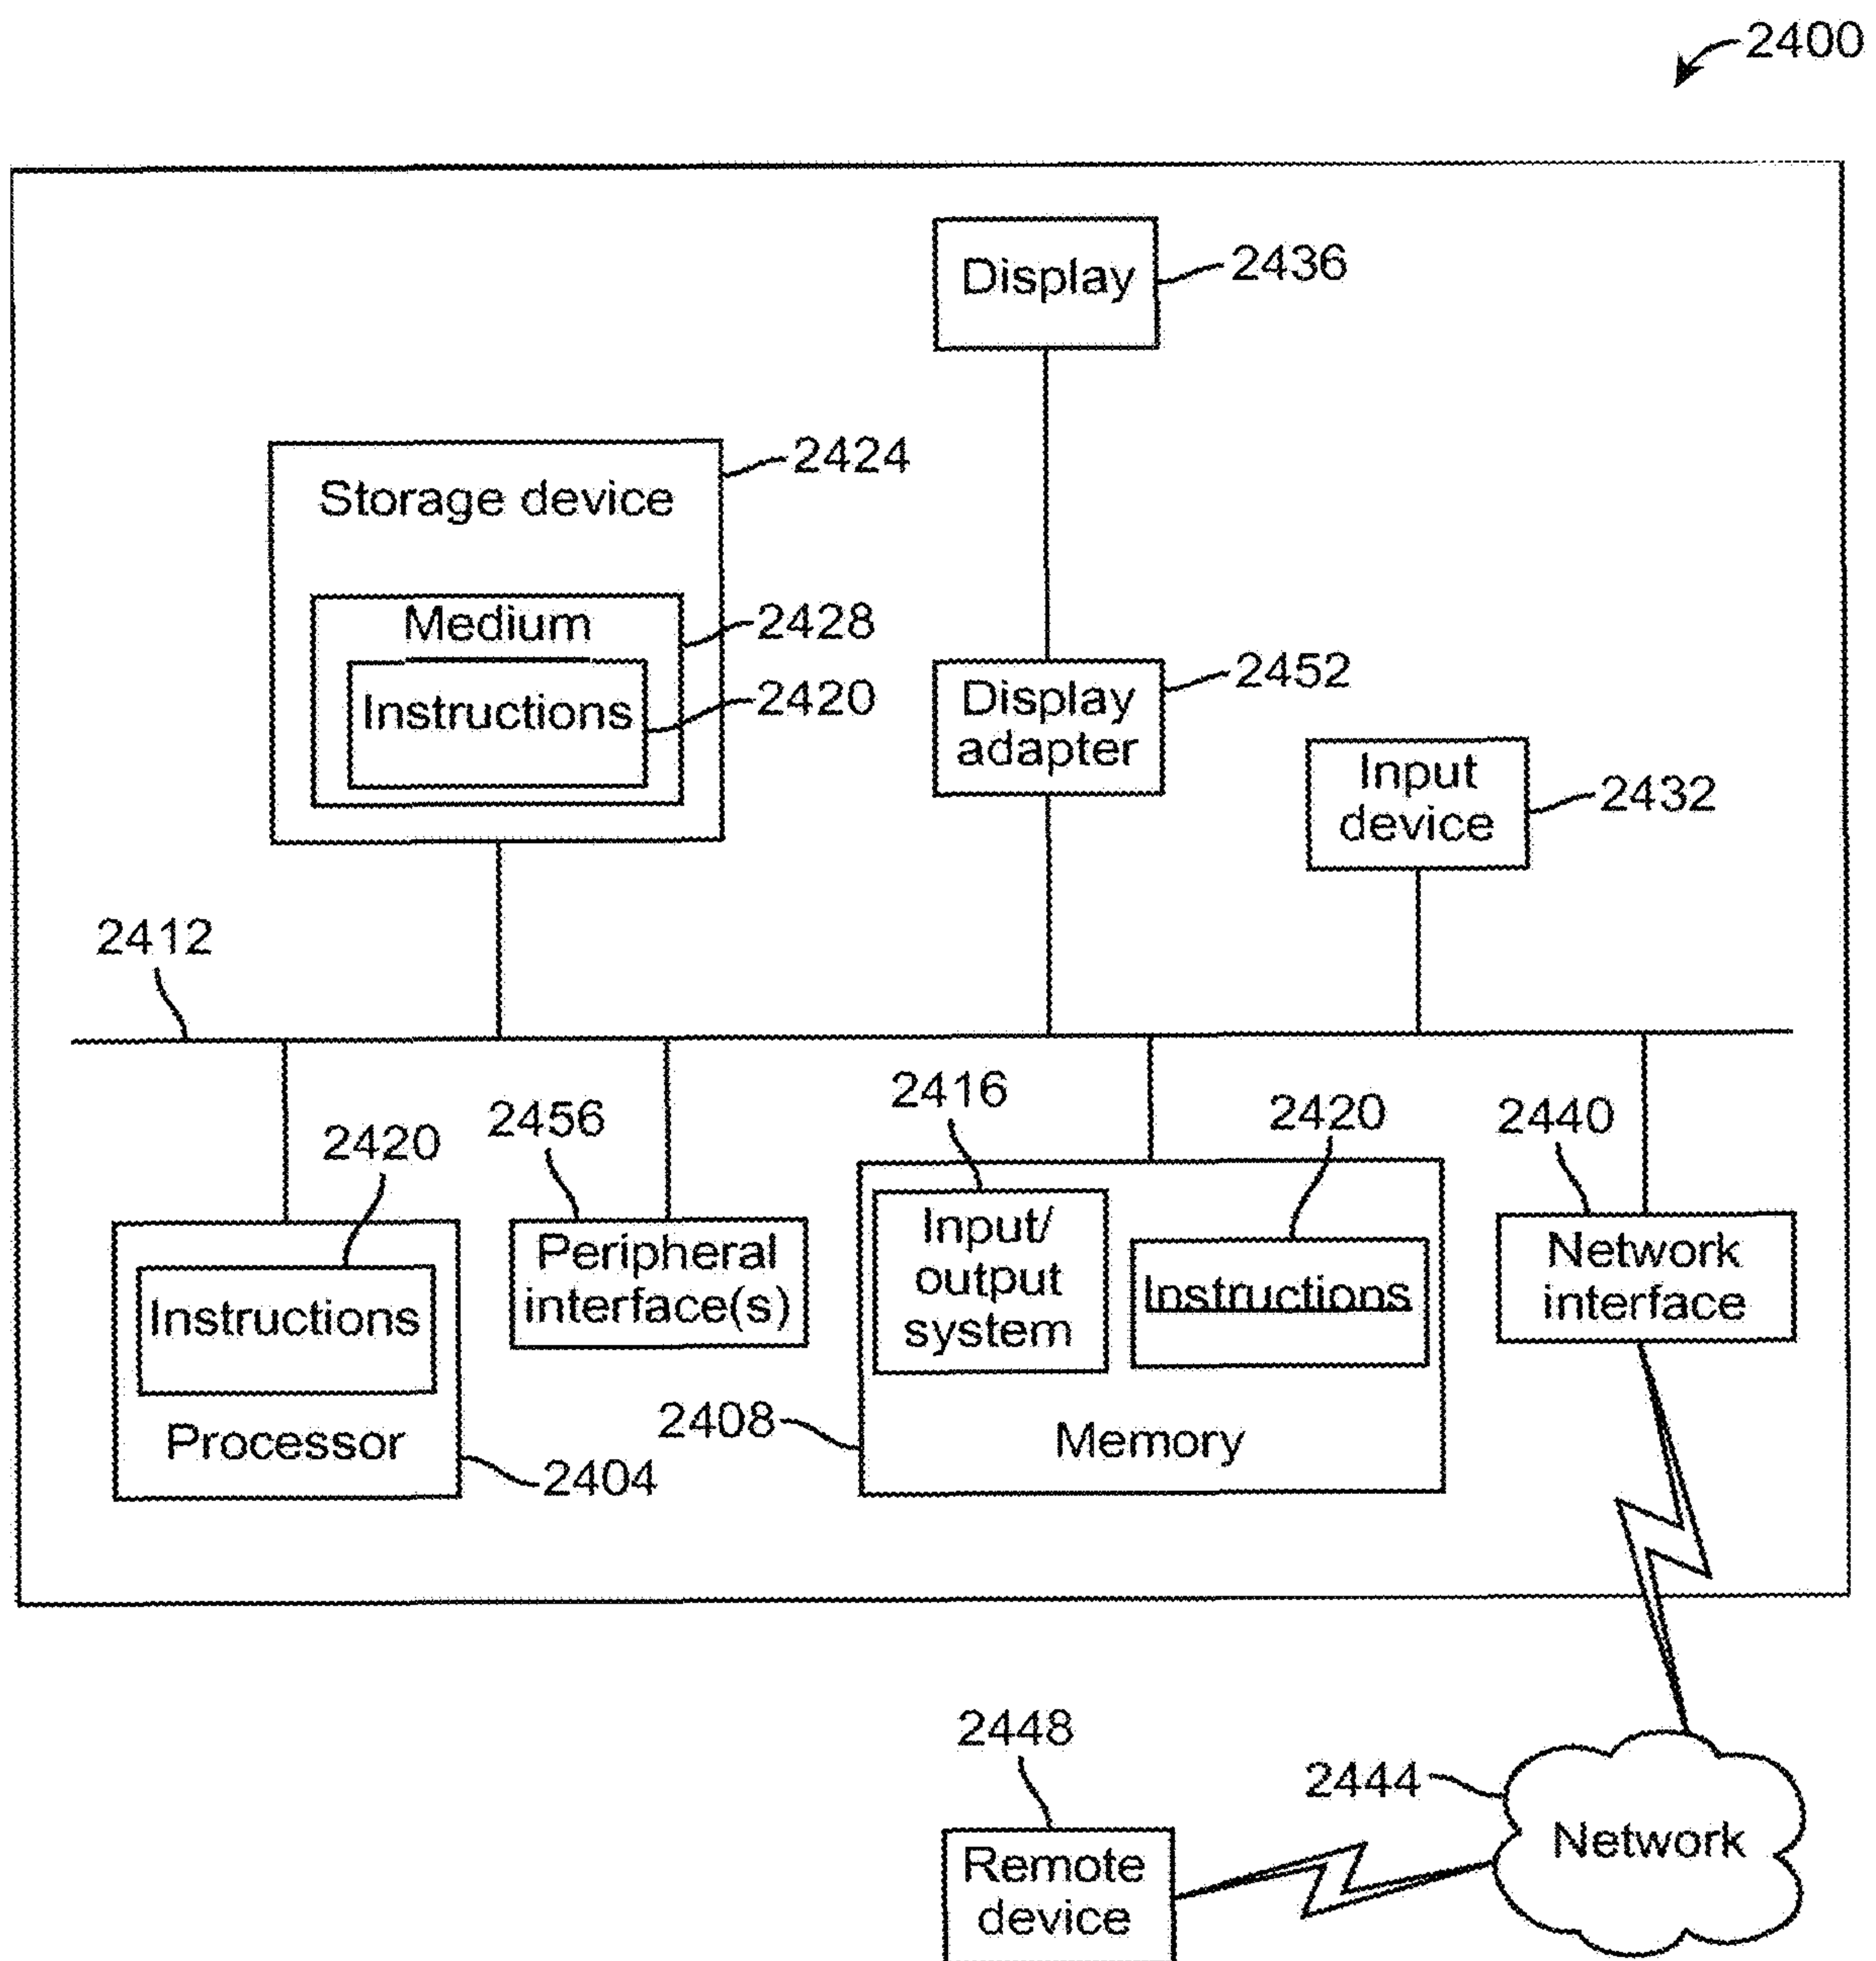 2400
Display
2436
2424
Storage device
Medium
2428
Instructions
2420
Display
adapter
2452
Input
device
2432
2412
2420
Instructions
Processor
2404
2456
Peripheral
interface(s)
2416
Input/
output
system
2420
Instructions
2408
Memory
2440
Network
interface
2448
Remote
device
2444
Network